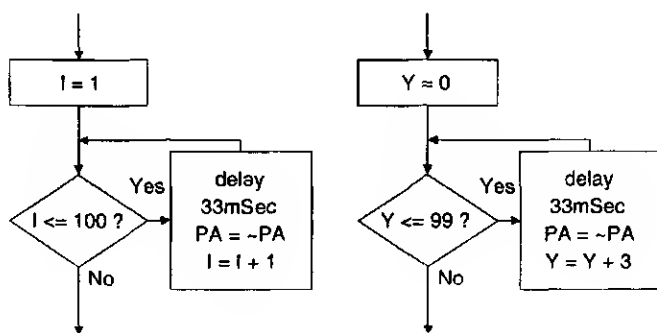 I = 1
Yes
I <= 100 ?
No
delay
33mSec
PA = ~PA
I = I + 1
Y = 0
Yes
Y <= 99 ?
No
delay
33mSec
PA = ~PA
Y = Y + 3